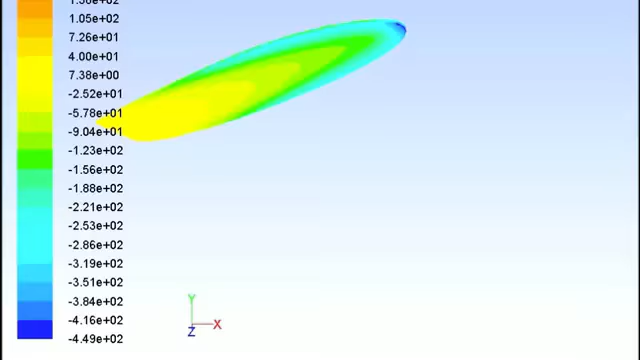 1.05e+02
7.26e+01
4.00e+01
7.38e+00
-2.52e+01
-5.78e+01
-9.04e+01
-1.23e+02
-1.56e+02
-1.88e+02
-2.21e+02
-2.53e+02
-2.86e+02
-3.19e+02
-3.51e+02
-3.84e+02
-4.16e+02
-4.49e+02
Y
X
Z